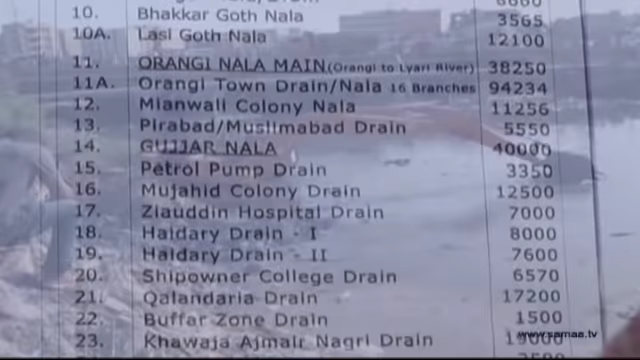 10. Bhakkar Goth Nala 3565
10A. Lasi Goth Nala 12100
11. ORANGI NALA MAIN (Orangi to Lyari River) 38250
11A. Orangi Town Drain/Nala 16 Branches 94234
12. Mianwali Colony Nala 11256
13. Pirabad/Muslimabad Drain 5550
14. GUJJAR NALA 40000
15. Petrol Pump Drain 3350
16. Mujahid Colony Drain 12500
17. Ziauddin Hospital Drain 7000
18. Haidary Drain - I 8000
19. Haidary Drain - II 7600
20. Shipowner College Drain 6570
21. Qalandaria Drain 17200
22. Buffar Zone Drain 1500
www.samaa.tv
23. Khawaja Ajmair Nagri Drain